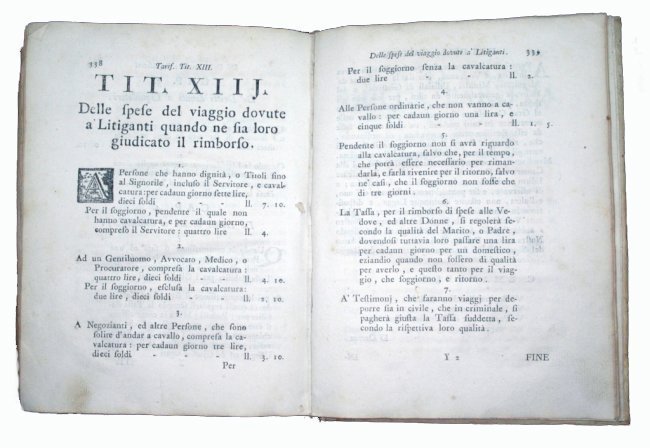 338
Tarif. Tit. XIII.
TIT. XIIJ.
Delle spese del viaggio dovute
a' Litiganti quando ne sia loro
giudicato il rimborso.
1.
A Persone che hanno dignità, o Titoli sino
al Signorile, incluso il Servitore, e caval-
catura: per cadaun giorno sette lire,
dieci soldi - - ll. 7. 10.
Per il soggiorno, pendente il quale non
hanno cavalcatura, e per cadaun giorno,
compreso il Servitore: quattro lire ll. 4.
2.
Ad un Gentiluomo, Avvocato, Medico, o
Procuratore, compresa la cavalcatura:
quattro lire, dieci soldi - - ll. 4. 10.
Per il soggiorno, esclusa la cavalcatura:
due lire, dieci soldi - - ll. 2. 10.
3.
A Negozianti, ed altre Persone, che sono
solire d'andar a cavallo, compresa la caval-
catura: per cadaun giorno tre lire,
dieci soldi - - - ll. 3. 10.
Per
Delle spese del viaggio dovute a' Litiganti. 339
Per il soggiorno senza la cavalcatura:
due lire - - - ll. 2.
4.
Alle Persone ordinarie, che non vanno a ca-
vallo: per cadaun giorno una lira, e
cinque soldi - - - ll. 1. 5.
5.
Pendente il soggiorno non si avrà riguardo
alla cavalcatura, salvo che, per il tempo,
che potrà essere necessario per riman-
darla, e farla rivenire per il ritorno, salvo
ne' casi, che il soggiorno non fosse che
di tre giorni.
6.
La Tassa, per il rimborso di spese alle Ve-
dove, ed altre Donne, si regolerà se-
condo la qualità del Marito, o Padre,
dovendosi tuttavia loro passare una lira
per cadaun giorno per un domestico,
eziandio quando non fossero di qualità
per averlo, e questo tanto per il viag-
gio, che soggiorno, e ritorno.
7.
A' Testimonj, che faranno viaggj per de-
porre sia in civile, che in criminale, si
pagherà giusta la Tassa suddetta, se-
condo la rispettiva loro qualità.
Y 2
FINE